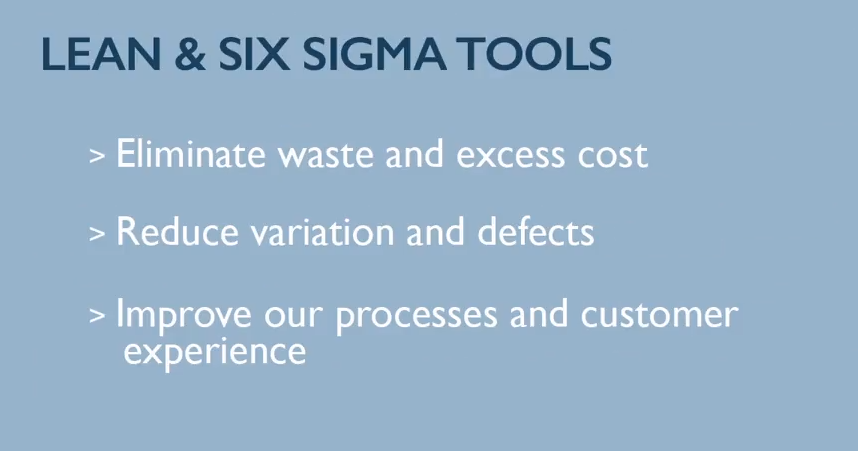 LEAN & SIX SIGMA TOOLS
> Eliminate waste and excess cost
> Reduce variation and defects
> Improve our processes and customer
experience